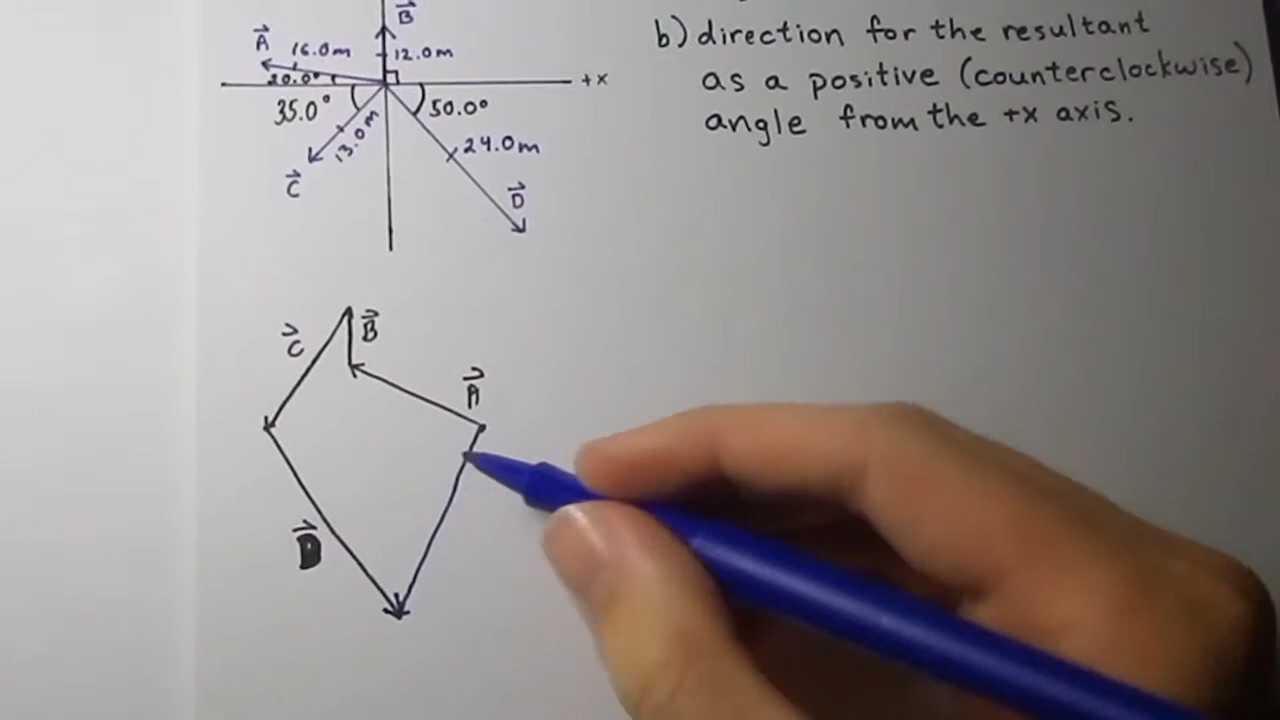 B
A 16.0m
12.0m
20.0°
+x
35.0°
50.0°
13.0m
24.0m
C
D
b) direction for the resultant
as a positive (counterclockwise)
angle from the +x axis.
B
C
A
D